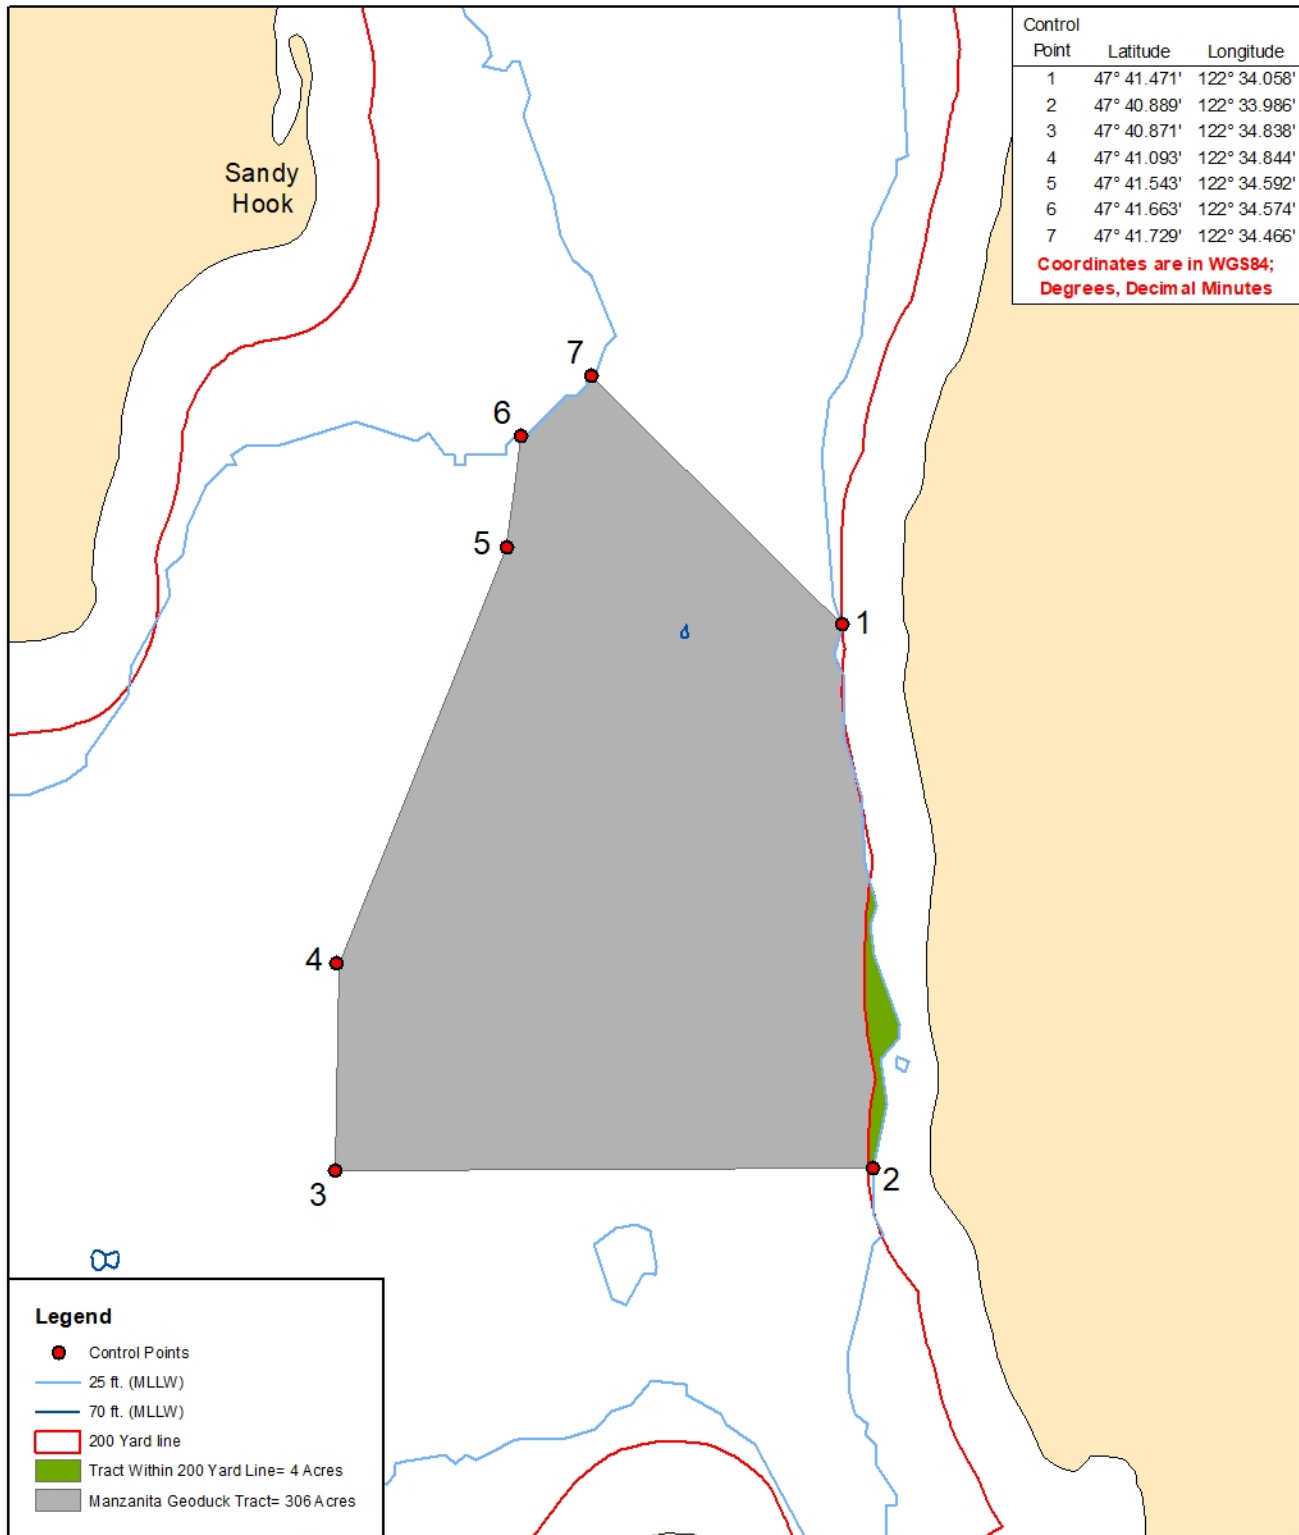 Control
Point Latitude Longitude
1 47° 41.471' 122° 34.058'
2 47° 40.889' 122° 33.986'
3 47° 40.871' 122° 34.838'
4 47° 41.093' 122° 34.844'
5 47° 41.543' 122° 34.592'
6 47° 41.663' 122° 34.574'
7 47° 41.729' 122° 34.466'
Coordinates are in WGS84;
Degrees, Decimal Minutes
Sandy
Hook
7
6
5
1
4
3
2
Legend
Control Points
25 ft. (MLLW)
70 ft. (MLLW)
200 Yard line
Tract Within 200 Yard Line= 4 Acres
Manzanita Geoduck Tract= 306 Acres